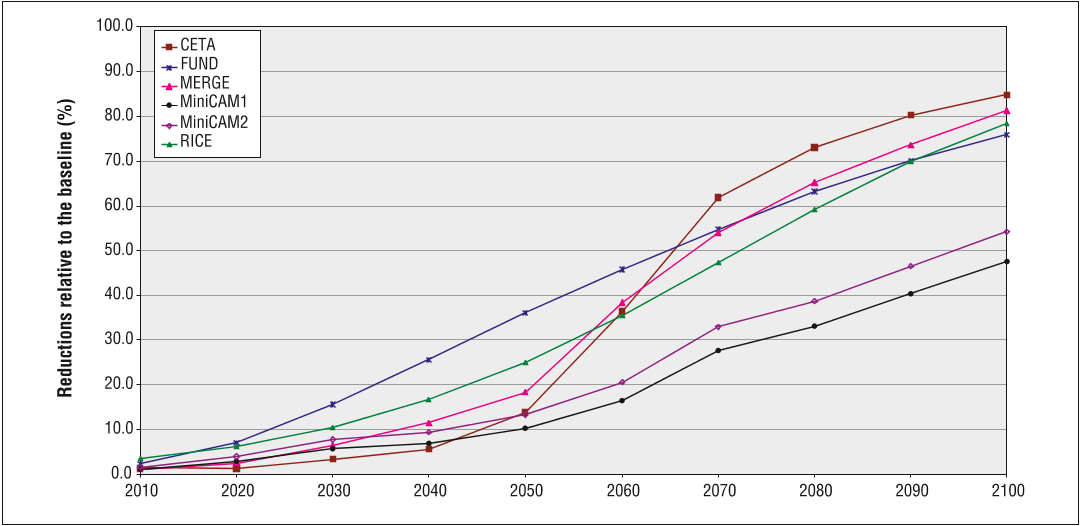 100.0
90.0
80.0
70.0
60.0
50.0
40.0
30.0
20.0
10.0
0.0
Reductions relative to the baseline (%)
CETA
FUND
MERGE
MiniCAM1
MiniCAM2
RICE
2010 2020 2030 2040 2050 2060 2070 2080 2090 2100